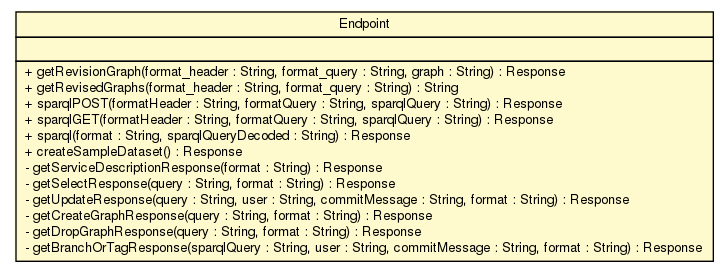 Endpoint
+ getRevisionGraph(format_header : String, format_query : String, graph : String) : Response
+ getRevisedGraphs(format_header : String, format_query : String) : String
+ sparqlPOST(formatHeader : String, formatQuery : String, sparqlQuery : String) : Response
+ sparqlGET(formatHeader : String, formatQuery : String, sparqlQuery : String) : Response
+ sparql(format : String, sparqlQueryDecoded : String) : Response
+ createSampleDataset() : Response
- getServiceDescriptionResponse(format : String) : Response
- getSelectResponse(query : String, format : String) : Response
- getUpdateResponse(query : String, user : String, commitMessage : String, format : String) : Response
- getCreateGraphResponse(query : String, format : String) : Response
- getDropGraphResponse(query : String, format : String) : Response
- getBranchOrTagResponse(sparqlQuery : String, user : String, commitMessage : String, format : String) : Response